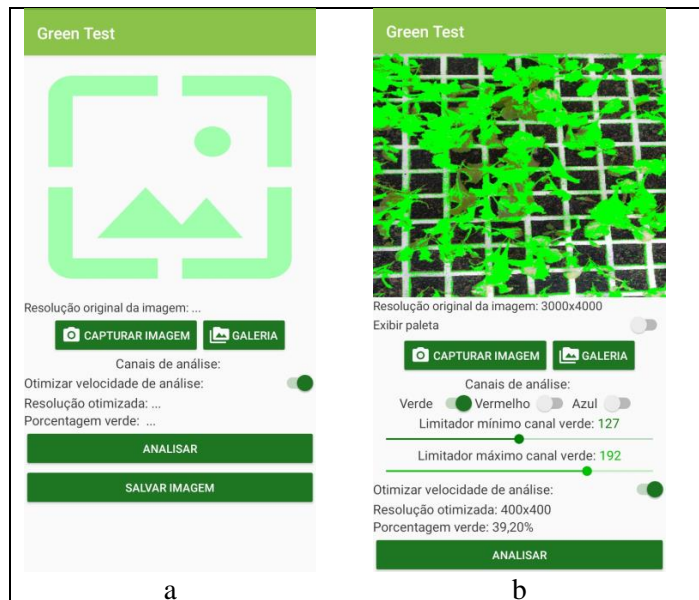 Green Test
Resolução original da imagem: ...
CAPTURAR IMAGEM GALERIA
Canais de análise:
Otimizar velocidade de análise:
Resolução otimizada: ...
Porcentagem verde: ...
ANALISAR
SALVAR IMAGEM
a
Green Test
Resolução original da imagem: 3000x4000
Exibir paleta
CAPTURAR IMAGEM GALERIA
Canais de análise:
Verde Vermelho Azul
Limitador mínimo canal verde: 127
Limitador máximo canal verde: 192
Otimizar velocidade de análise:
Resolução otimizada: 400x400
Porcentagem verde: 39,20%
ANALISAR
b